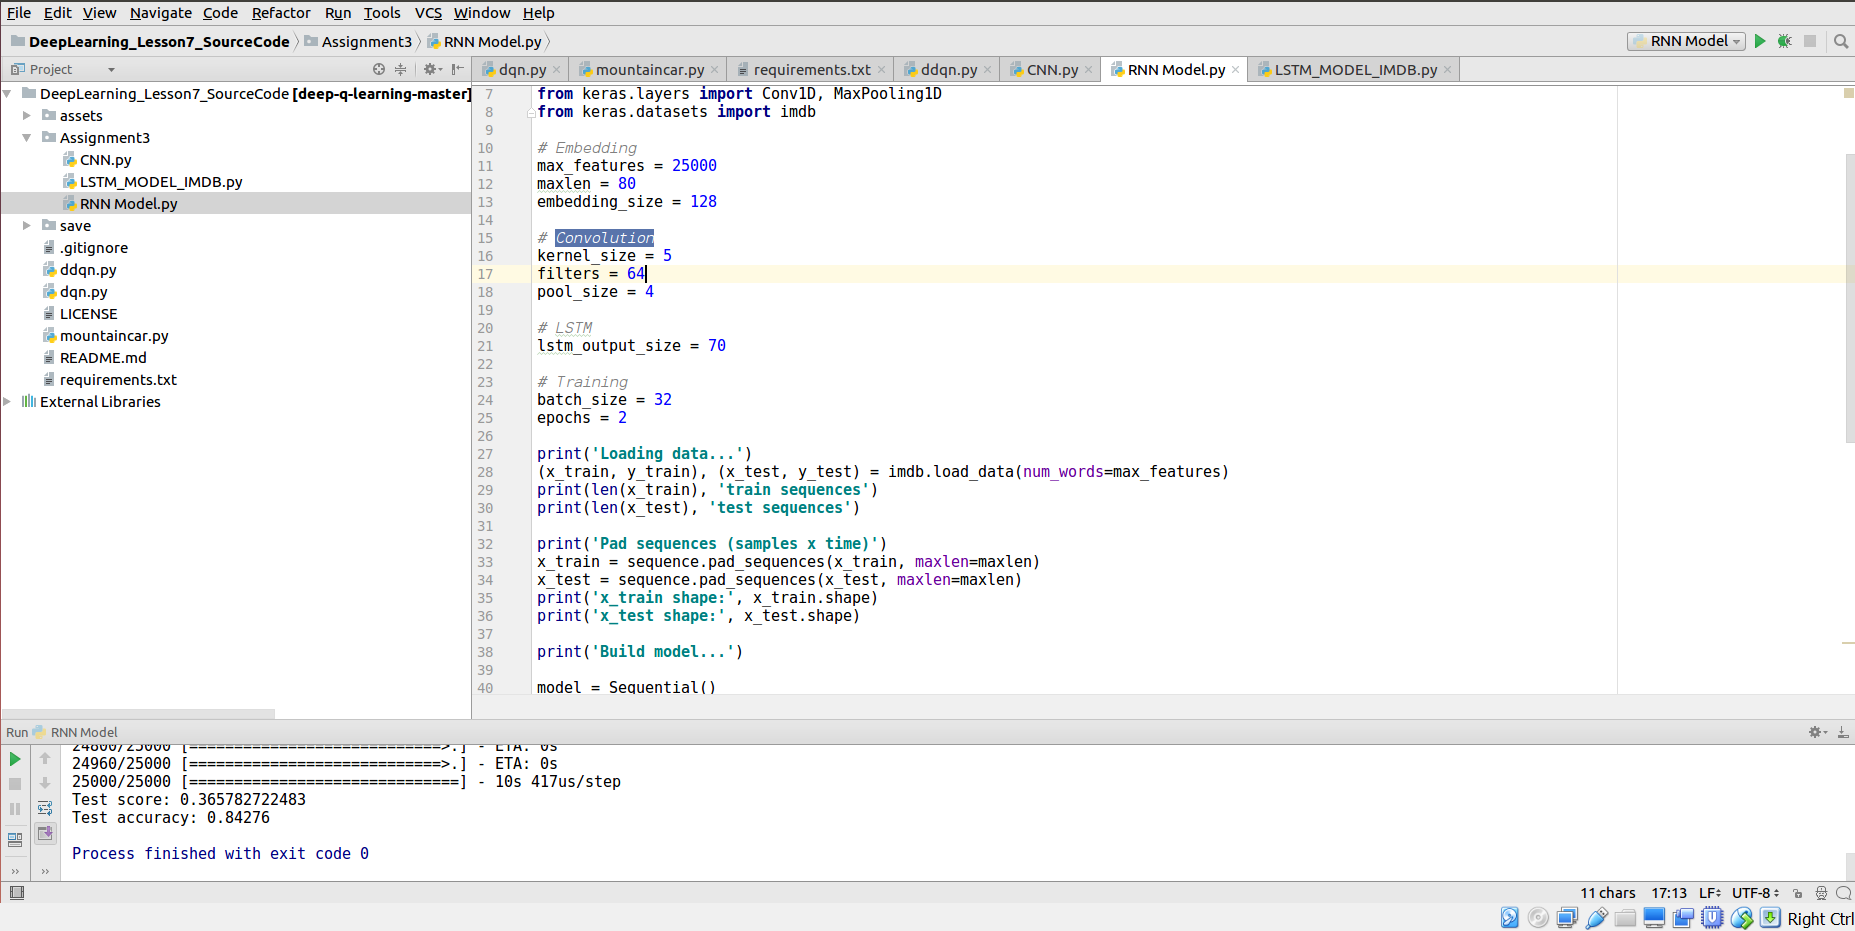 File Edit View Navigate Code Refactor Run Tools VCS Window Help
DeepLearning_Lesson7_SourceCode Assignment3 RNN Model.py RNN Model
Project dqn.py mountaincar.py requirements.txt ddqn.py CNN.py RNN Model.py LSTM_MODEL_IMDB.py
DeepLearning_Lesson7_SourceCode [deep-q-learning-master]
assets
Assignment3
CNN.py
LSTM_MODEL_IMDB.py
RNN Model.py
save
.gitignore
ddqn.py
dqn.py
LICENSE
mountaincar.py
README.md
requirements.txt
External Libraries
7 from keras.layers import Conv1D, MaxPooling1D
8 from keras.datasets import imdb
9
10 # Embedding
11 max_features = 25000
12 maxlen = 80
13 embedding_size = 128
14
15 # Convolution
16 kernel_size = 5
17 filters = 64
18 pool_size = 4
19
20 # LSTM
21 lstm_output_size = 70
22
23 # Training
24 batch_size = 32
25 epochs = 2
26
27 print('Loading data...')
28 (x_train, y_train), (x_test, y_test) = imdb.load_data(num_words=max_features)
29 print(len(x_train), 'train sequences')
30 print(len(x_test), 'test sequences')
31
32 print('Pad sequences (samples x time)')
33 x_train = sequence.pad_sequences(x_train, maxlen=maxlen)
34 x_test = sequence.pad_sequences(x_test, maxlen=maxlen)
35 print('x_train shape:', x_train.shape)
36 print('x_test shape:', x_test.shape)
37
38 print('Build model...')
39
40 model = Sequential()
Run RNN Model
24800/25000 [============================>.] - ETA: 0s
24960/25000 [============================>.] - ETA: 0s
25000/25000 [==============================] - 10s 417us/step
Test score: 0.365782722483
Test accuracy: 0.84276
Process finished with exit code 0
11 chars 17:13 LF UTF-8
Right Ctrl